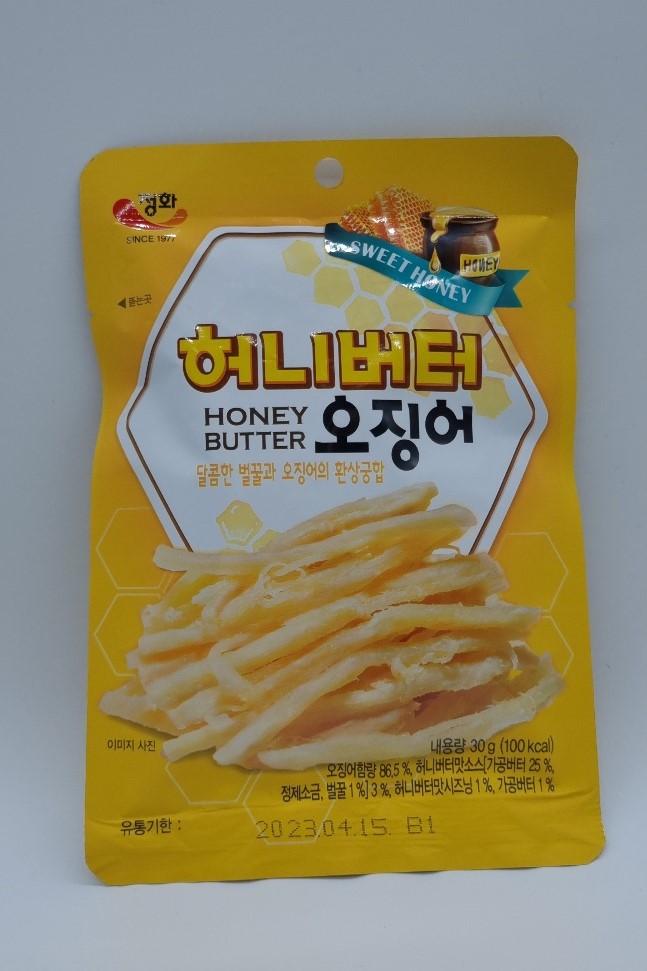 정화
SINCE 1977
SWEET HONEY
HONEY
뜯는곳
허니버터
HONEY
BUTTER
오징어
달콤한 벌꿀과 오징어의 환상궁합
이미지 사진
내용량 30 g (100 kcal)
오징어함량 86.5 %, 허니버터맛소스[가공버터 25 %,
정제소금, 벌꿀 1 %] 3 %, 허니버터맛시즈닝 1 %, 가공버터 1 %
유통기한 :
2023.04.15. B1